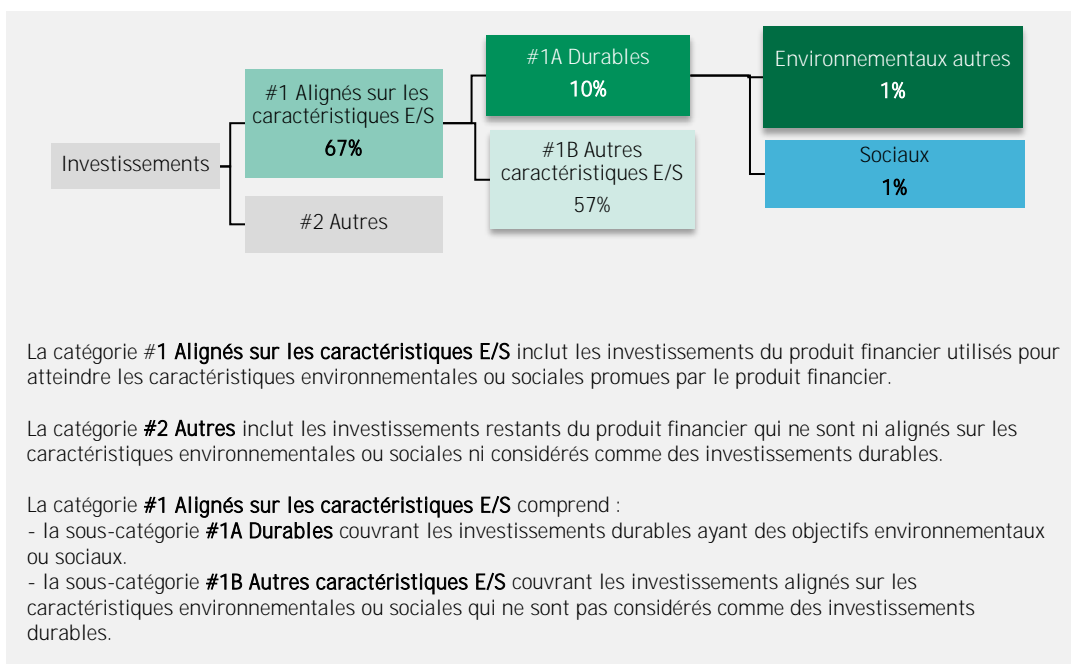 Investissements
#1 Alignés sur les
caractéristiques E/S
67%
#2 Autres
#1A Durables
10%
#1B Autres
caractéristiques E/S
57%
Environnementaux autres
1%
Sociaux
1%
La catégorie #1 Alignés sur les caractéristiques E/S inclut les investissements du produit financier utilisés pour
atteindre les caractéristiques environnementales ou sociales promues par le produit financier.
La catégorie #2 Autres inclut les investissements restants du produit financier qui ne sont ni alignés sur les
caractéristiques environnementales ou sociales ni considérés comme des investissements durables.
La catégorie #1 Alignés sur les caractéristiques E/S comprend :
- la sous-catégorie #1A Durables couvrant les investissements durables ayant des objectifs environnementaux
ou sociaux.
- la sous-catégorie #1B Autres caractéristiques E/S couvrant les investissements alignés sur les
caractéristiques environnementales ou sociales qui ne sont pas considérés comme des investissements
durables.